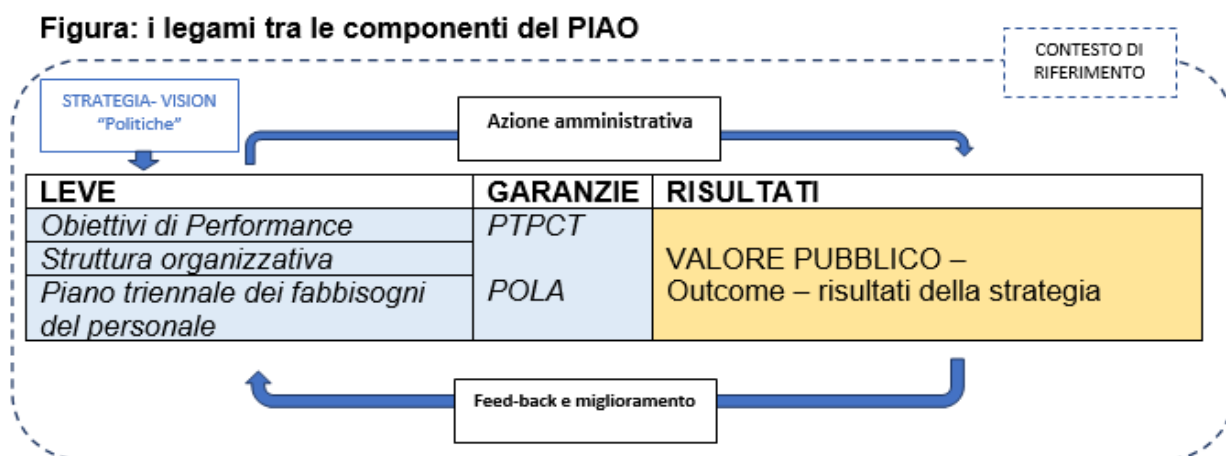 Figura: i legami tra le componenti del PIAO
CONTESTO DI
RIFERIMENTO
STRATEGIA- VISION
“Politiche”
Azione amministrativa
LEVE GARANZIE RISULTATI
Obiettivi di Performance PTPCT
Struttura organizzativa
VALORE PUBBLICO –
Piano triennale dei fabbisogni
del personale
POLA
Outcome – risultati della strategia
Feed-back e miglioramento